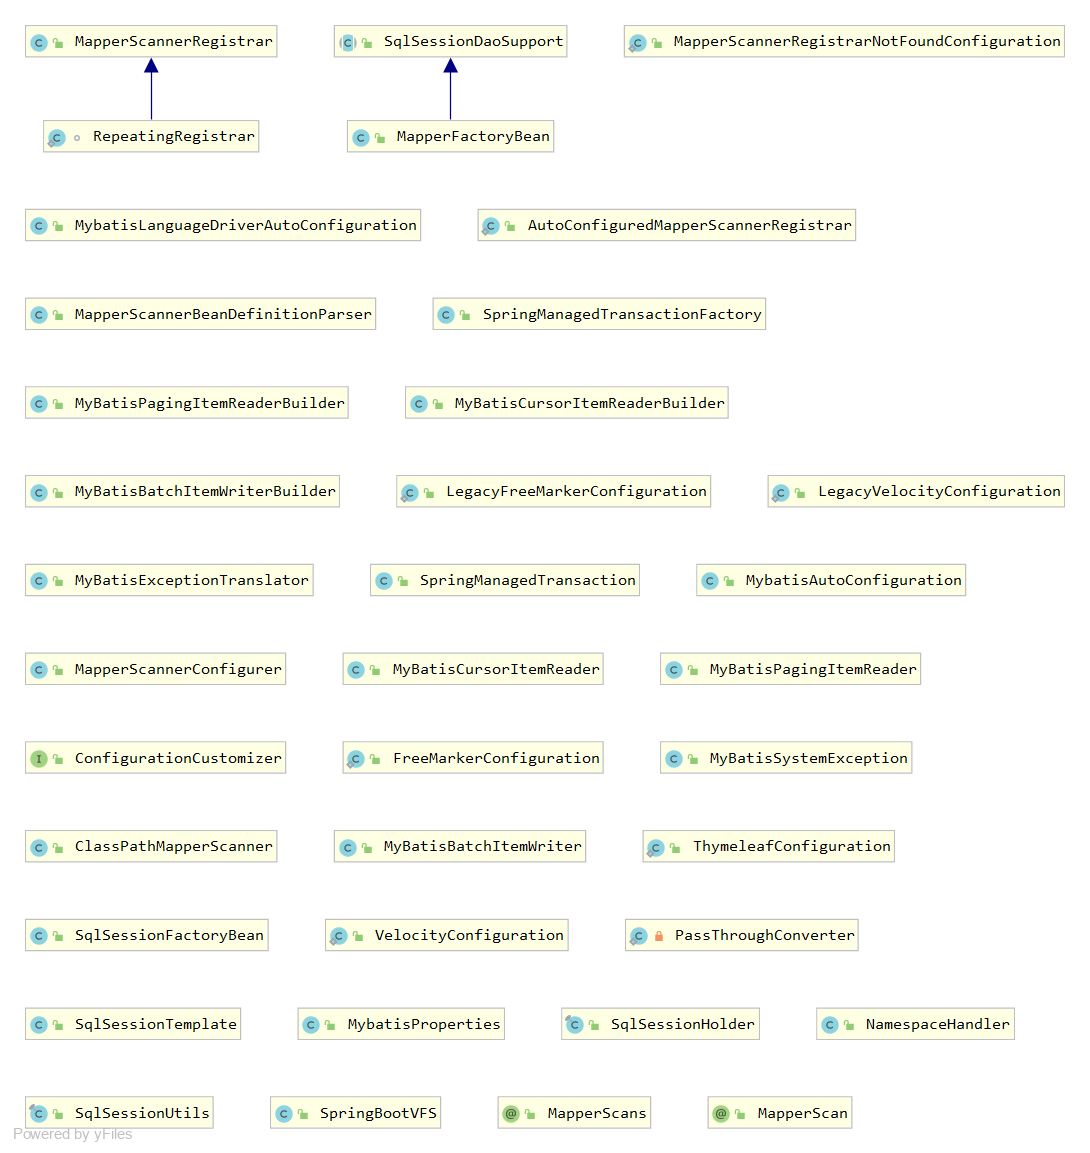 MapperScannerRegistrar
SqlSessionDaoSupport
MapperScannerRegistrarNotFoundConfiguration
RepeatingRegistrar
MapperFactoryBean
MybatisLanguageDriverAutoConfiguration
AutoConfiguredMapperScannerRegistrar
MapperScannerBeanDefinitionParser
SpringManagedTransactionFactory
MyBatisPagingItemReaderBuilder
MyBatisCursorItemReaderBuilder
MyBatisBatchItemWriterBuilder
LegacyFreeMarkerConfiguration
LegacyVelocityConfiguration
MyBatisExceptionTranslator
SpringManagedTransaction
MybatisAutoConfiguration
MapperScannerConfigurer
MyBatisCursorItemReader
MyBatisPagingItemReader
ConfigurationCustomizer
FreeMarkerConfiguration
MyBatisSystemException
ClassPathMapperScanner
MyBatisBatchItemWriter
ThymeleafConfiguration
SqlSessionFactoryBean
VelocityConfiguration
PassThroughConverter
SqlSessionTemplate
MybatisProperties
SqlSessionHolder
NamespaceHandler
SqlSessionUtils
SpringBootVFS
MapperScans
MapperScan
Powered by yFiles